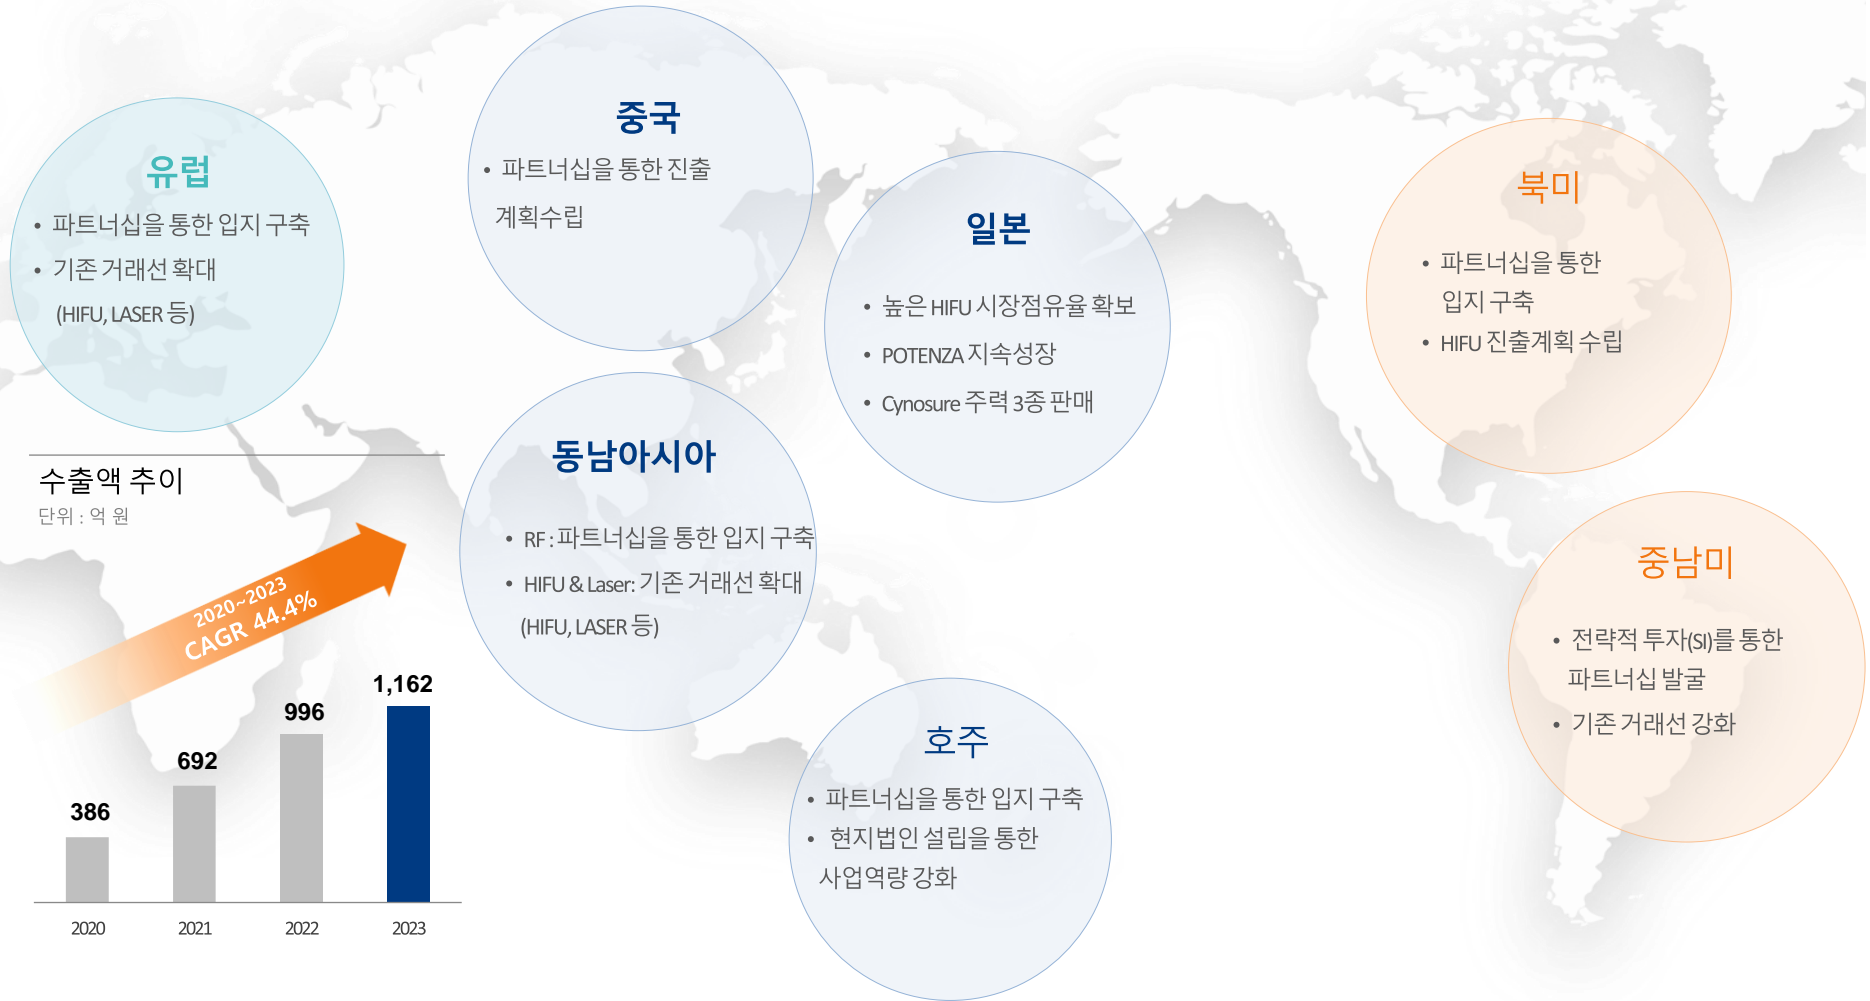 유럽
• 파트너십을 통한 입지 구축
• 기존 거래선 확대
(HIFU, LASER 등)
중국
• 파트너십을 통한 진출
계획수립
일본
• 높은 HIFU 시장점유율 확보
• POTENZA 지속성장
• Cynosure 주력 3종 판매
북미
• 파트너십을 통한
입지 구축
• HIFU 진출계획 수립
동남아시아
• RF : 파트너십을 통한 입지 구축
• HIFU & Laser: 기존 거래선 확대
(HIFU, LASER 등)
중남미
• 전략적 투자(SI)를 통한
파트너십 발굴
• 기존 거래선 강화
호주
• 파트너십을 통한 입지 구축
• 현지법인 설립을 통한
사업역량 강화
수출액 추이
단위 : 억 원
2020~2023
CAGR 44.4%
386
692
996
1,162
2020
2021
2022
2023